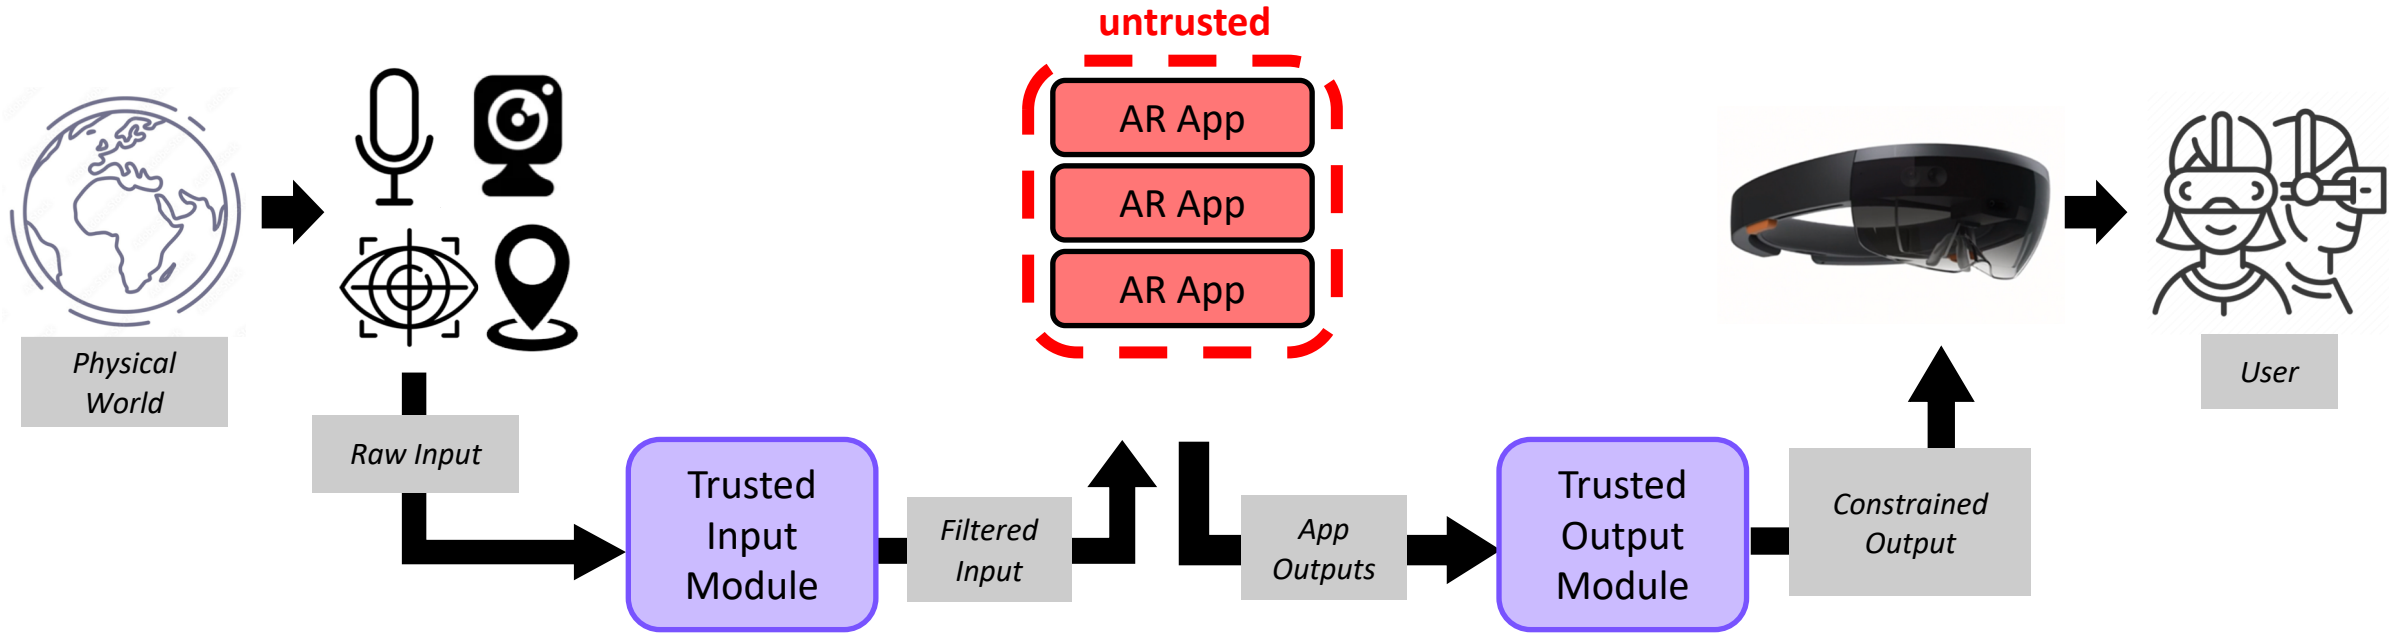 untrusted
AR App
AR App
AR App
Physical
World
User
Raw Input
Trusted
Input
Module
Filtered
Input
App
Outputs
Trusted
Output
Module
Constrained
Output